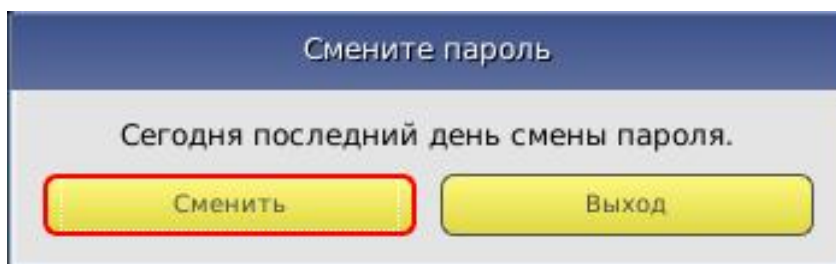 Смените пароль
Сегодня последний день смены пароля.
Сменить
Выход